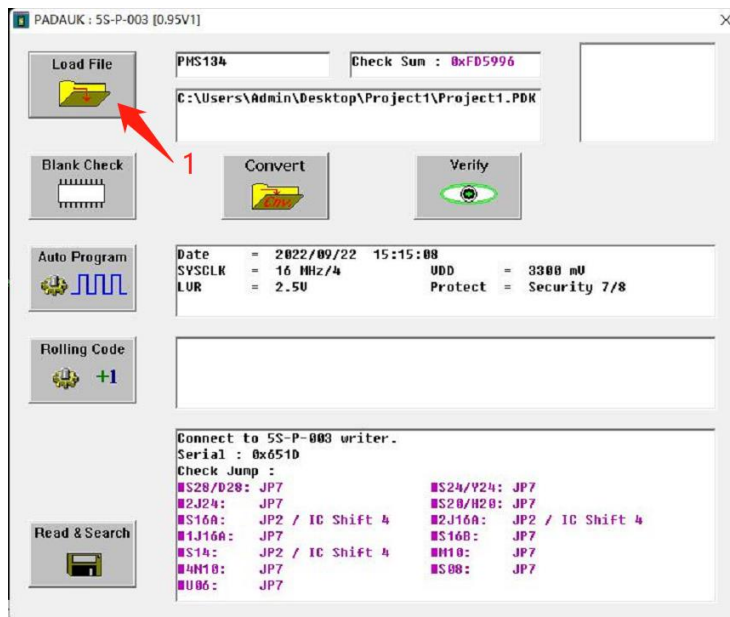 PADAUK : 5S-P-003 [0.95V1]
Load File
PMS134
Check Sum : 0xFD5996
C:\Users\Admin\Desktop\Project1\Project1.PDK
1
Blank Check
Convert
Cnv.
Verify
Auto Program
Date = 2022/09/22 15:15:08
SYSCLK = 16 MHz/4 VDD = 3300 mV
LVR = 2.5V Protect = Security 7/8
Rolling Code
+1
Connect to 5S-P-003 writer.
Serial : 0x651D
Check Jump :
■S28/D28: JP7 ■S24/Y24: JP7
■2J24: JP7 ■S20/H20: JP7
■S16A: JP2 / IC Shift 4 ■2J16A: JP2 / IC Shift 4
■1J16A: JP7 ■S16B: JP7
■S14: JP2 / IC Shift 4 ■M10: JP7
■4N10: JP7 ■S08: JP7
■U06: JP7
Read & Search